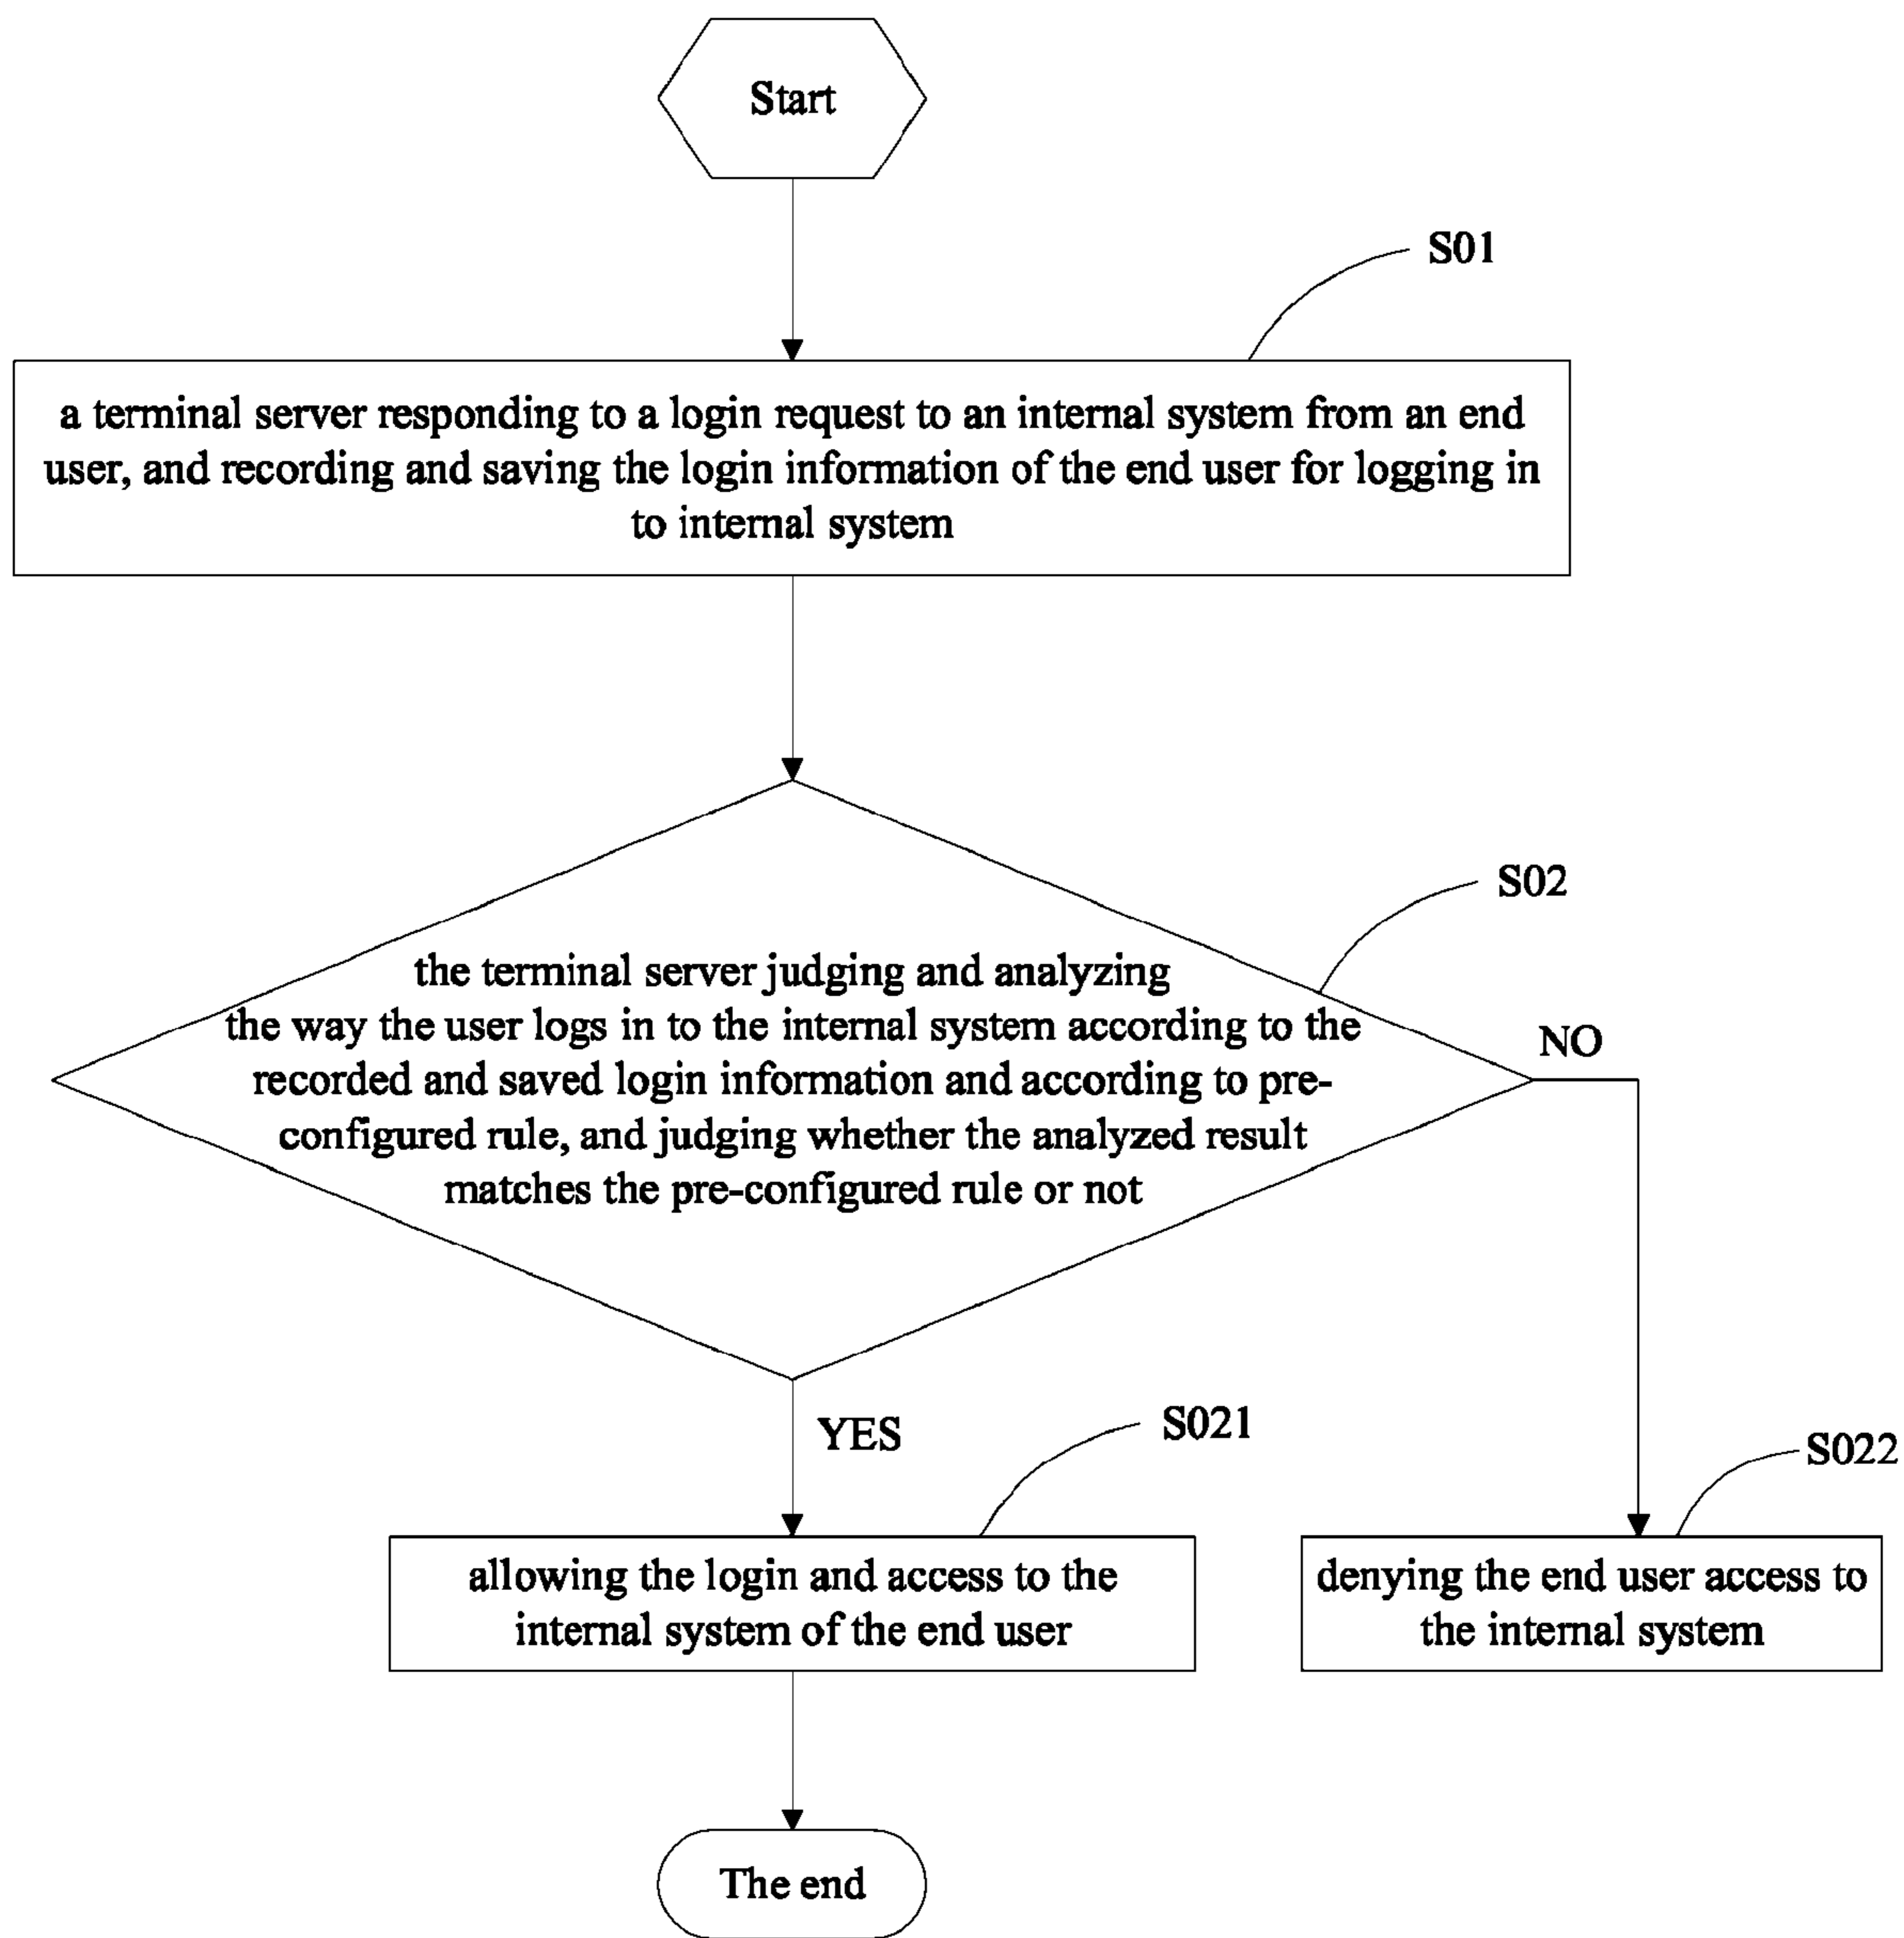 Start
S01
a terminal server responding to a login request to an internal system from an end
user, and recording and saving the login information of the end user for logging in
to internal system
S02
the terminal server judging and analyzing
the way the user logs in to the internal system according to the
recorded and saved login information and according to pre-
configured rule, and judging whether the analyzed result
matches the pre-configured rule or not
NO
YES
S021
S022
allowing the login and access to the
internal system of the end user
denying the end user access to
the internal system
The end